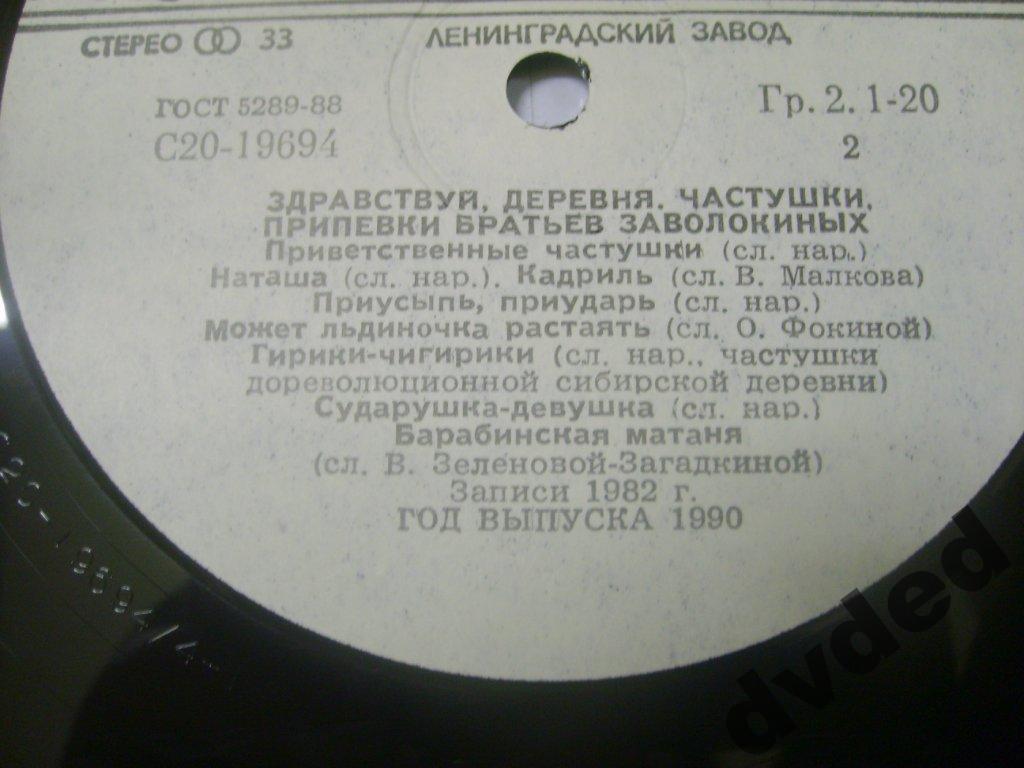 СТЕРЕО 33
ЛЕНИНГРАДСКИЙ ЗАВОД
ГОСТ 5289-88
Гр. 2. 1-20
С20-19694
2
ЗДРАВСТВУЙ, ДЕРЕВНЯ. ЧАСТУШКИ,
ПРИПЕВКИ БРАТЬЕВ ЗАВОЛОКИНЫХ
Приветственные частушки (сл. нар.)
Наташа (сл. нар.). Кадриль (сл. В. Малкова)
Приусыпь, приударь (сл. нар.)
Может льдиночка растаять (сл. О. Фокиной)
Гирики-чигирики (сл. нар., частушки
дореволюционной сибирской деревни)
Сударушка-девушка (сл. нар.)
Барабинская матаня
(сл. В. Зеленовой-Загадкиной)
Записи 1982 г.
ГОД ВЫПУСКА 1990
dvded